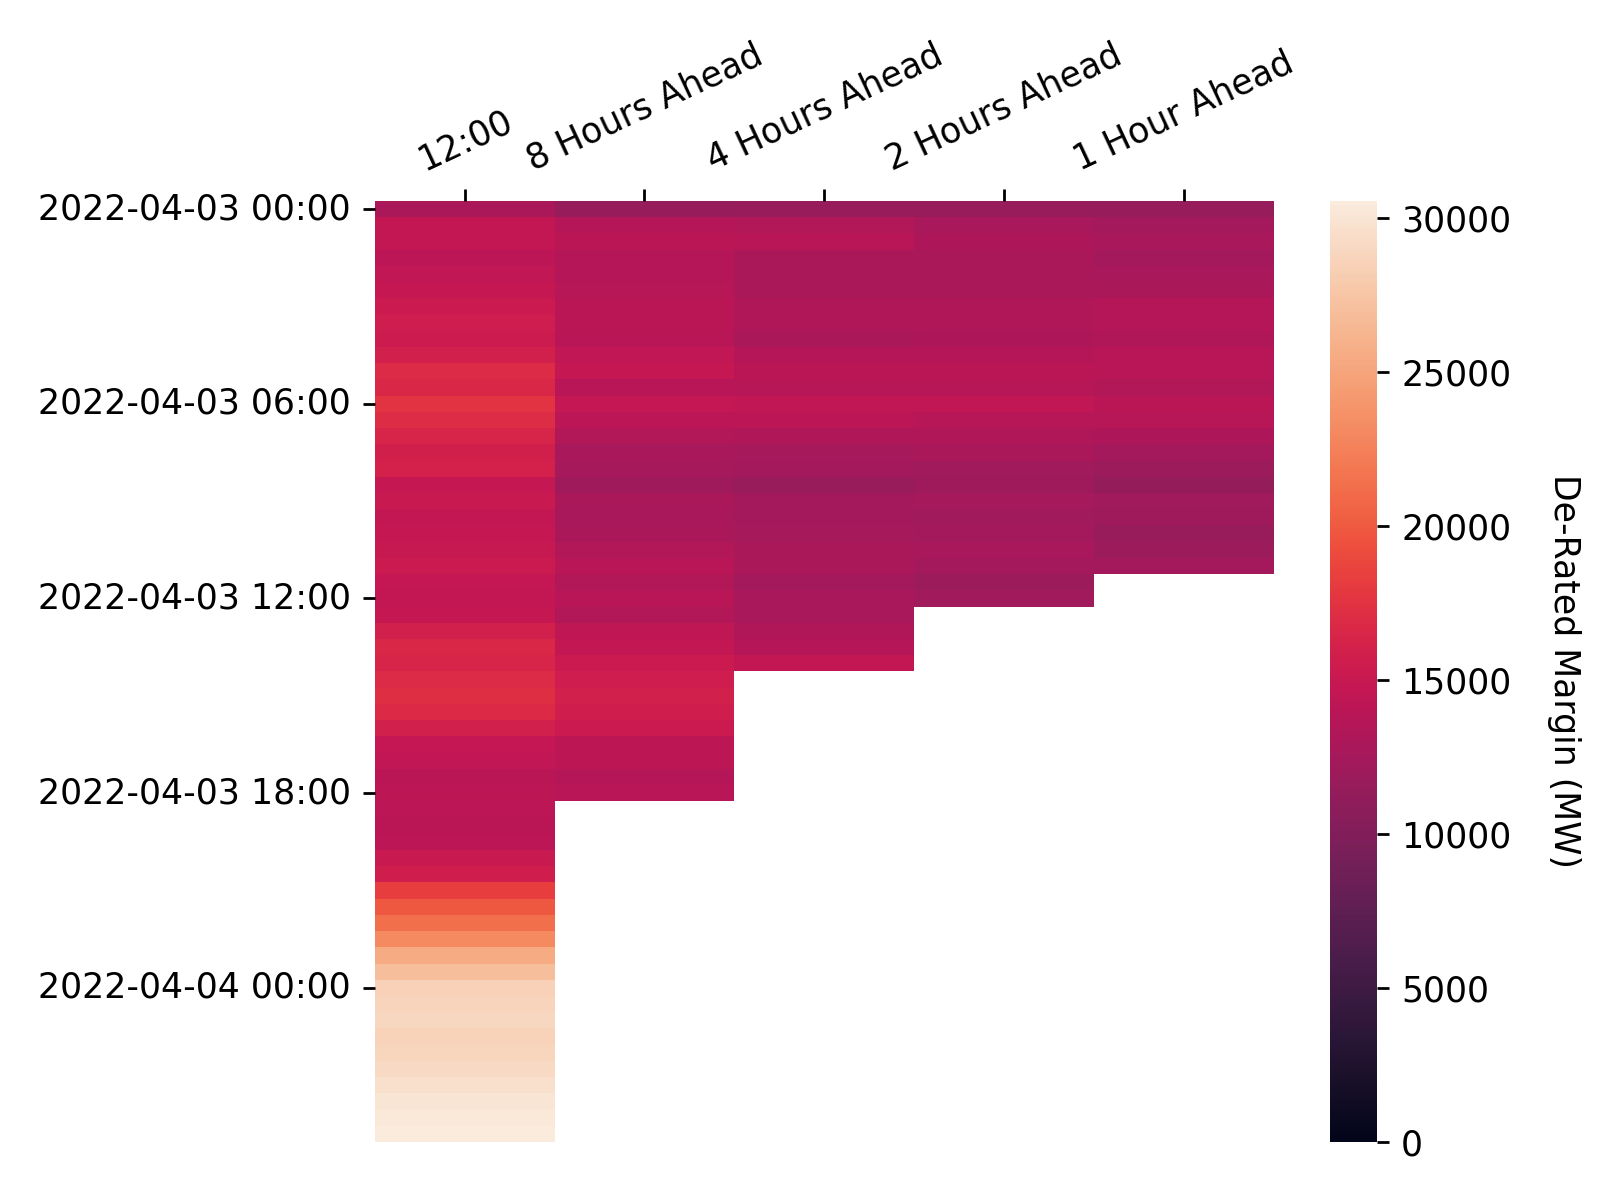 12:00
8 Hours Ahead
4 Hours Ahead
2 Hours Ahead
1 Hour Ahead
2022-04-03 00:00
2022-04-03 06:00
2022-04-03 12:00
2022-04-03 18:00
2022-04-04 00:00
30000
25000
20000
15000
10000
5000
0
De-Rated Margin (MW)